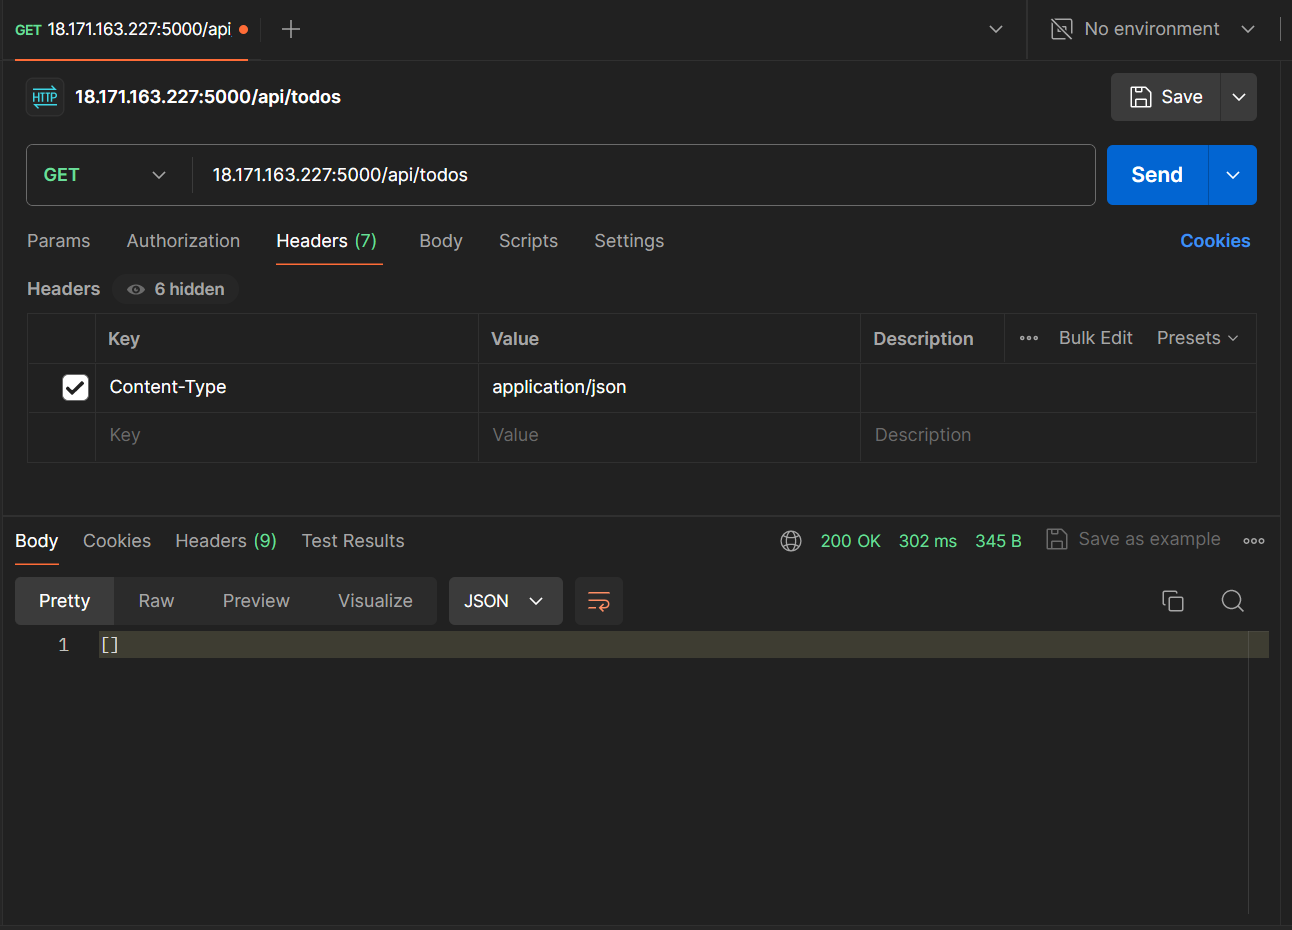 GET 18.171.163.227:5000/api
No environment
HTTP 18.171.163.227:5000/api/todos
Save
GET 18.171.163.227:5000/api/todos Send
Params Authorization Headers (7) Body Scripts Settings Cookies
Headers 6 hidden
Key Value Description Bulk Edit Presets
Content-Type application/json
Key Value Description
Body Cookies Headers (9) Test Results 200 OK 302 ms 345 B Save as example
Pretty Raw Preview Visualize JSON
1 []